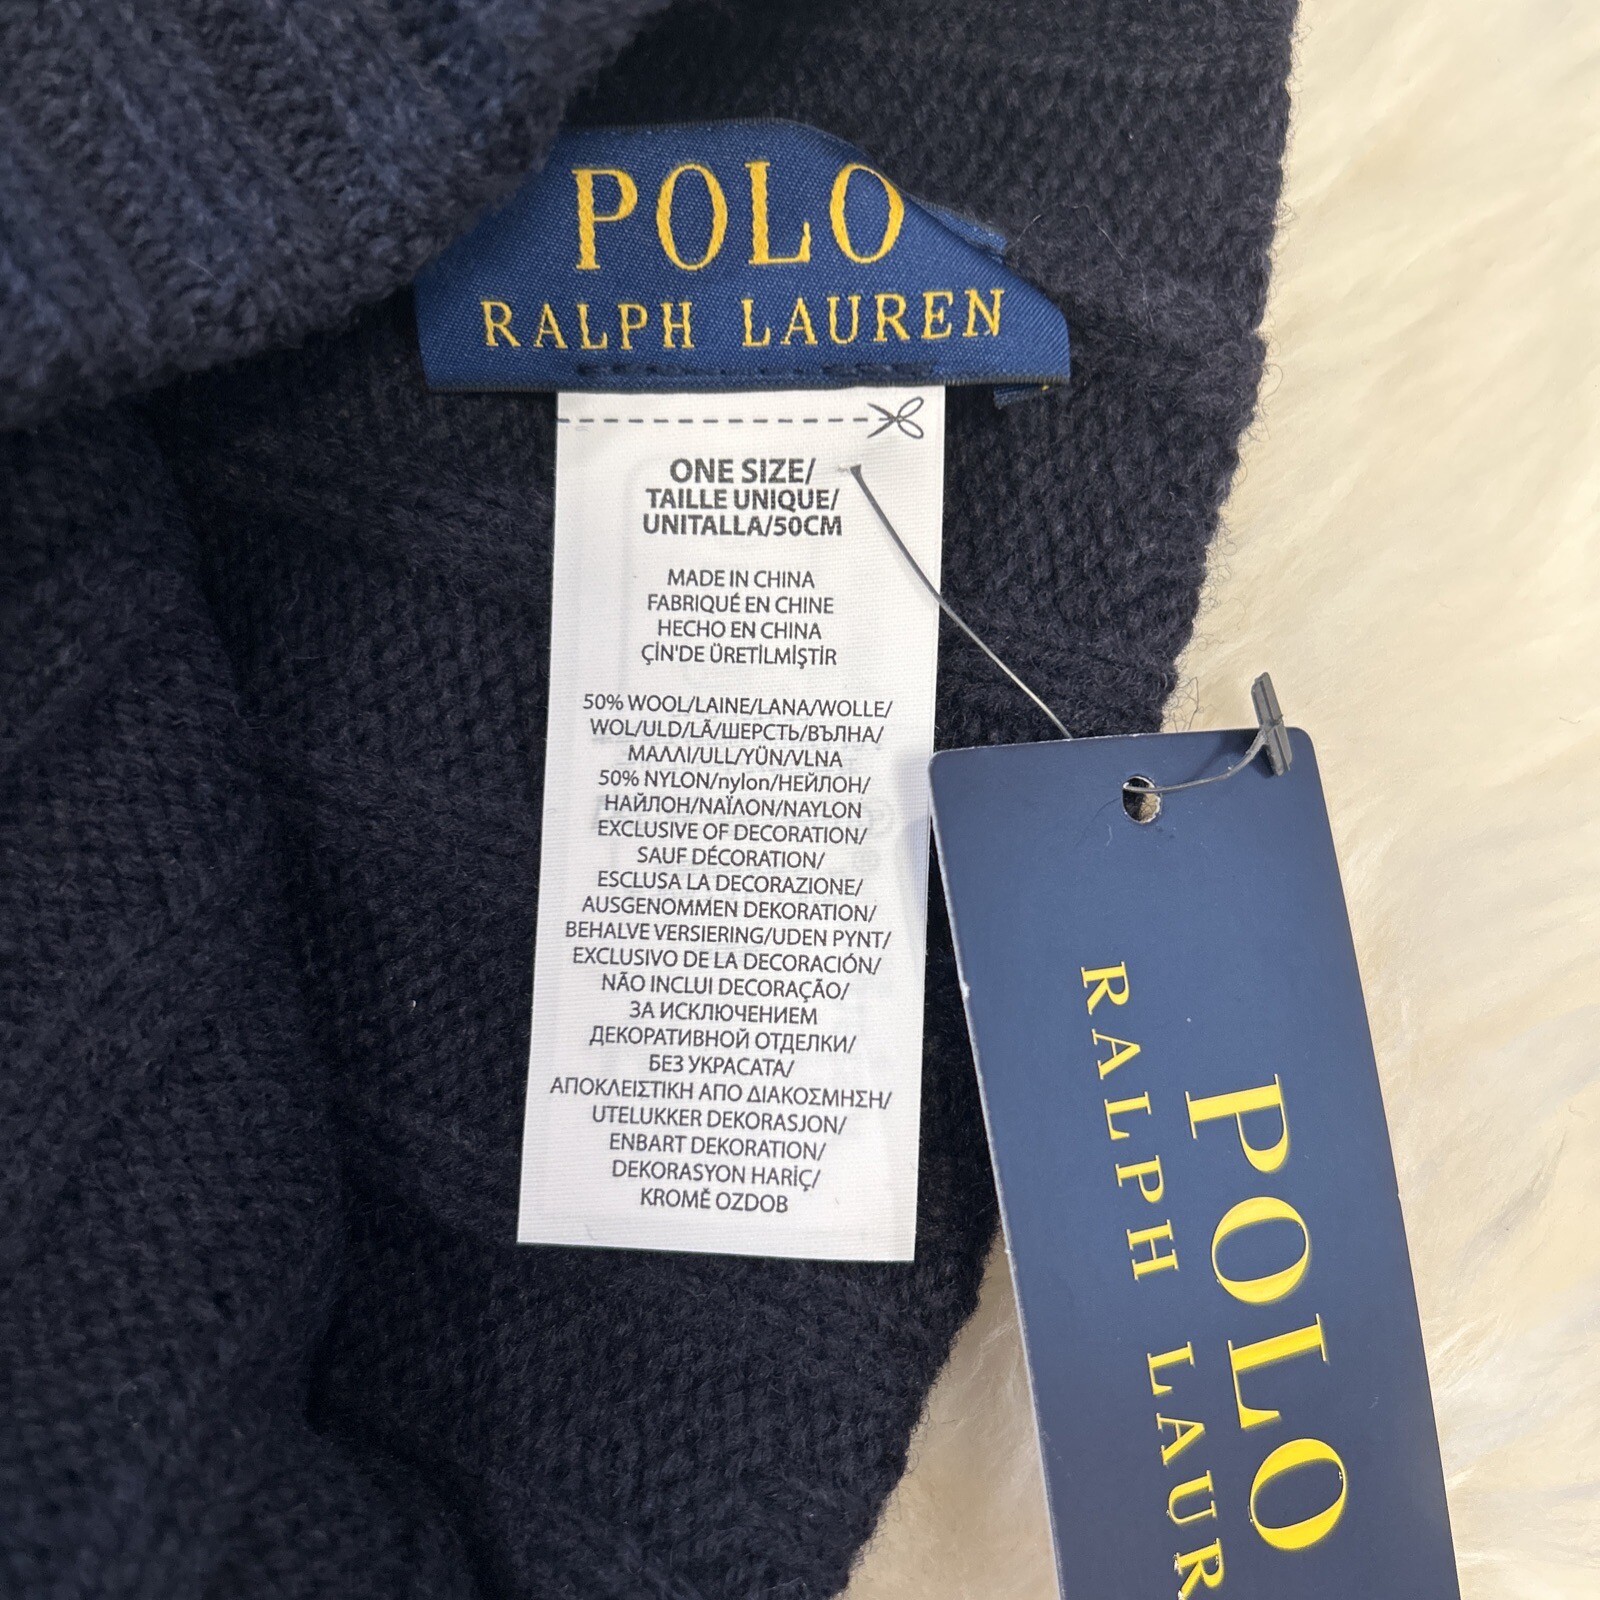 POLO
RALPH LAUREN
ONE SIZE/
TAILLE UNIQUE/
UNITALLA/50CM
MADE IN CHINA
FABRIQUÉ EN CHINE
HECHO EN CHINA
ÇİN'DE ÜRETİLMİŞTİR
50% WOOL/LAINE/LANA/WOLLE/
WOL/ULD/LÃ/ШЕРСТЬ/ВЪЛНА/
ΜΑΛΛΙ/ULL/YÜN/VLNA
50% NYLON/nylon/НЕЙЛОН/
НАЙЛОН/ΝΑΪΛΟΝ/NAYLON
EXCLUSIVE OF DECORATION/
SAUF DÉCORATION/
ESCLUSA LA DECORAZIONE/
AUSGENOMMEN DEKORATION/
BEHALVE VERSIERING/UDEN PYNT/
EXCLUSIVO DE LA DECORACIÓN/
NÃO INCLUI DECORAÇÃO/
ЗА ИСКЛЮЧЕНИЕМ
ДЕКОРАТИВНОЙ ОТДЕЛКИ/
БЕЗ УКРАСАТА/
ΑΠΟΚΛΕΙΣΤΙΚΗ ΑΠΟ ΔΙΑΚΟΣΜΗΣΗ/
UTELUKKER DEKORASJON/
ENBART DEKORATION/
DEKORASYON HARİÇ/
KROMĚ OZDOB
POLO
RALPH LAUR